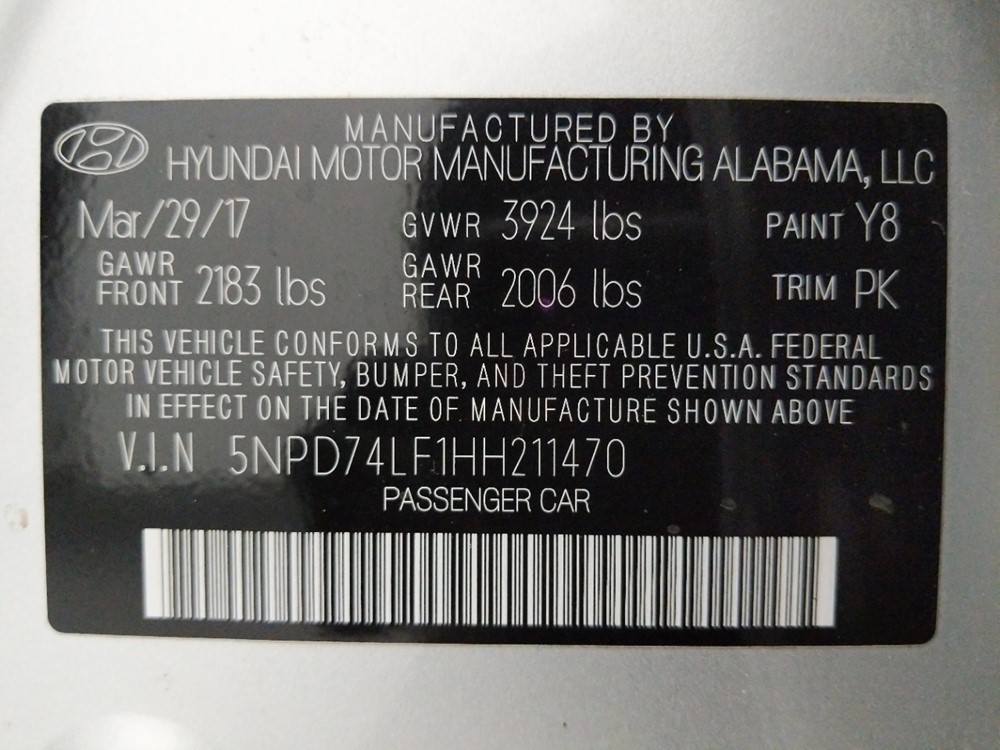 MANUFACTURED BY
HYUNDAI MOTOR MANUFACTURING ALABAMA, LLC
Mar/29/17 GVWR 3924 lbs PAINT Y8
GAWR FRONT 2183 lbs GAWR REAR 2006 lbs TRIM PK
THIS VEHICLE CONFORMS TO ALL APPLICABLE U.S.A. FEDERAL
MOTOR VEHICLE SAFETY, BUMPER, AND THEFT PREVENTION STANDARDS
IN EFFECT ON THE DATE OF MANUFACTURE SHOWN ABOVE
V.I.N 5NPD74LF1HH211470
PASSENGER CAR